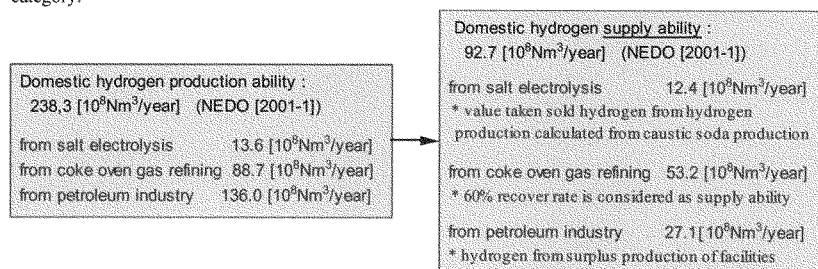 category.
Domestic hydrogen production ability :
238,3 [10⁸Nm³/year] (NEDO [2001-1])
from salt electrolysis 13.6 [10⁸Nm³/year]
from coke oven gas refining 88.7 [10⁸Nm³/year]
from petroleum industry 136.0 [10⁸Nm³/year]
Domestic hydrogen supply ability :
92.7 [10⁸Nm³/year] (NEDO [2001-1])
from salt electrolysis 12.4 [10⁸Nm³/year]
* value taken sold hydrogen from hydrogen
production calculated from caustic soda production
from coke oven gas refining 53.2 [10⁸Nm³/year]
* 60% recover rate is considered as supply ability
from petroleum industry 27.1[10⁸Nm³/year]
* hydrogen from surplus production of facilities